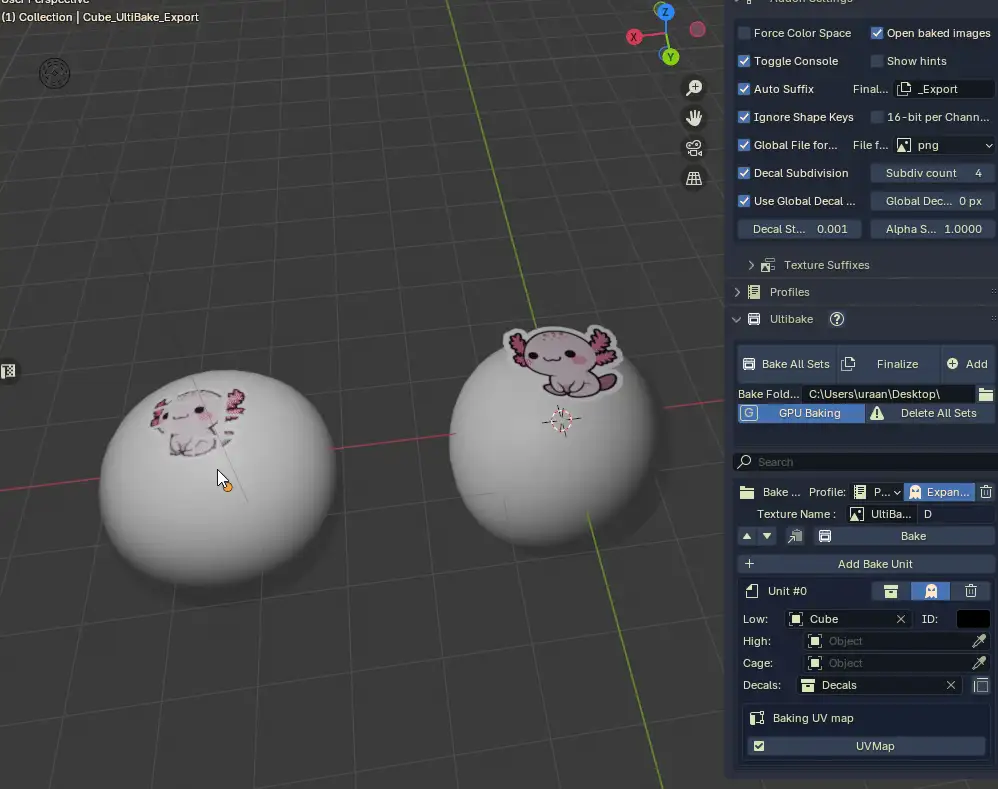 User Perspective
(1) Collection | Cube_UltiBake_Export
Z
X
Y
Addon Settings
Force Color Space
Open baked images
Toggle Console
Show hints
Auto Suffix
Final...
_Export
Ignore Shape Keys
16-bit per Chann...
Global File for...
File f...
png
Decal Subdivision
Subdiv count 4
Use Global Decal ...
Global Dec... 0 px
Decal St... 0.001
Alpha S... 1.0000
Texture Suffixes
Profiles
Ultibake
Bake All Sets
Finalize
Add
Bake Fold...
C:\Users\uraan\Desktop\
G
GPU Baking
Delete All Sets
Search
Bake ...
Profile:
P...
Expan...
Texture Name :
UltiBa...
D
Bake
Add Bake Unit
Unit #0
Low:
Cube
ID:
High:
Object
Cage:
Object
Decals:
Decals
Baking UV map
UVMap